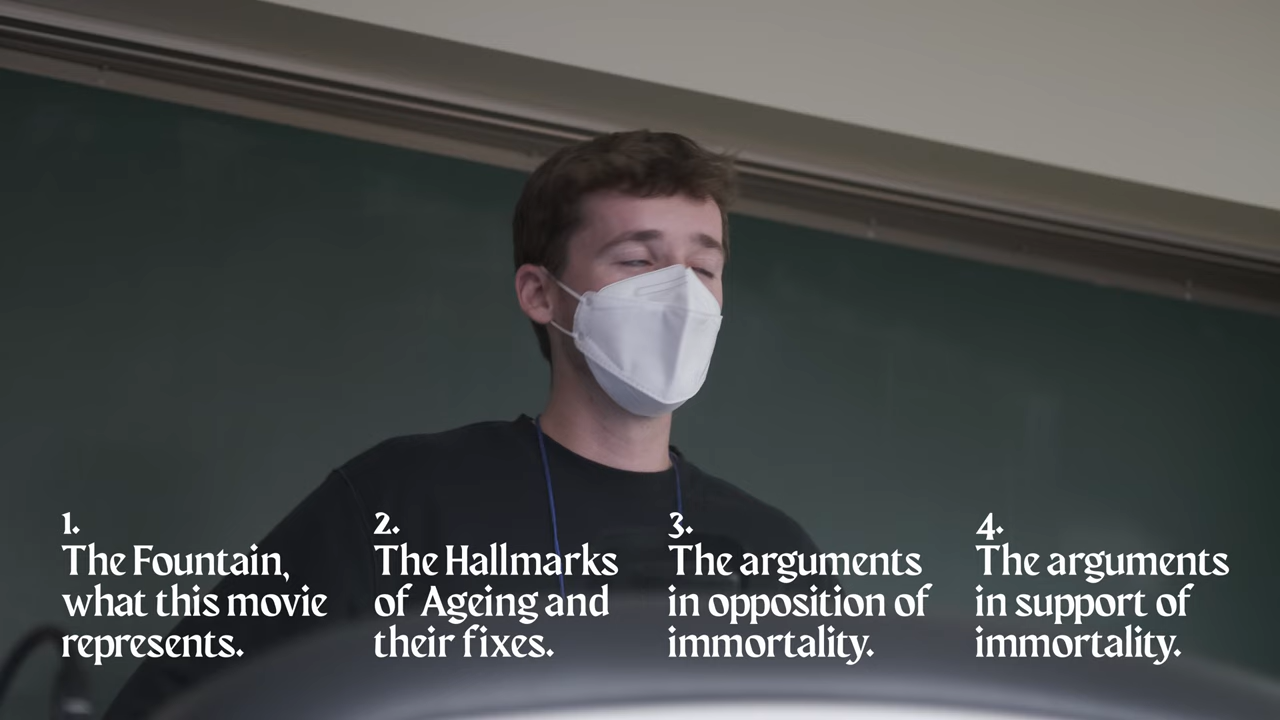 1.
The Fountain,
what this movie
represents.
2.
The Hallmarks
of Ageing and
their fixes.
3.
The arguments
in opposition of
immortality.
4.
The arguments
in support of
immortality.